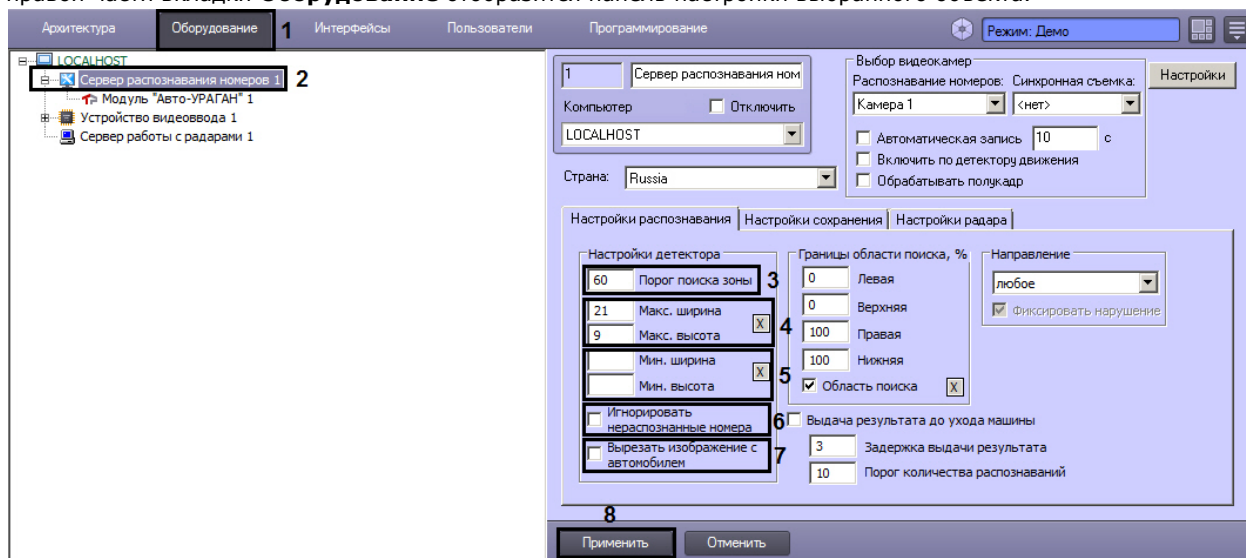 правой части вкладки Оборудование отобразится панель настройки выбранного объекта.
Архитектура Оборудование 1 Интерфейсы Пользователи Программирование Режим: Демо
LOCALHOST
Сервер распознавания номеров 1 2
Модуль "Авто-УРАГАН" 1
Устройство видеоввода 1
Сервер работы с радарами 1
1 Сервер распознавания ном
Компьютер Отключить
LOCALHOST
Страна: Russia
Выбор видеокамер
Распознавание номеров: Синхронная съемка:
Камера 1 <нет>
Автоматическая запись 10 с
Включить по детектору движения
Обрабатывать полукадр
Настройки
Настройки распознавания Настройки сохранения Настройки радара
Настройки детектора
60 Порог поиска зоны 3
21 Макс. ширина
9 Макс. высота
X 4
Мин. ширина
Мин. высота
X 5
Игнорировать
нераспознанные номера 6
Вырезать изображение с
автомобилем 7
Границы области поиска, %
0 Левая
0 Верхняя
100 Правая
100 Нижняя
Область поиска X
Направление
любое
Фиксировать нарушение
Выдача результата до ухода машины
3 Задержка выдачи результата
10 Порог количества распознаваний
8
Применить Отменить